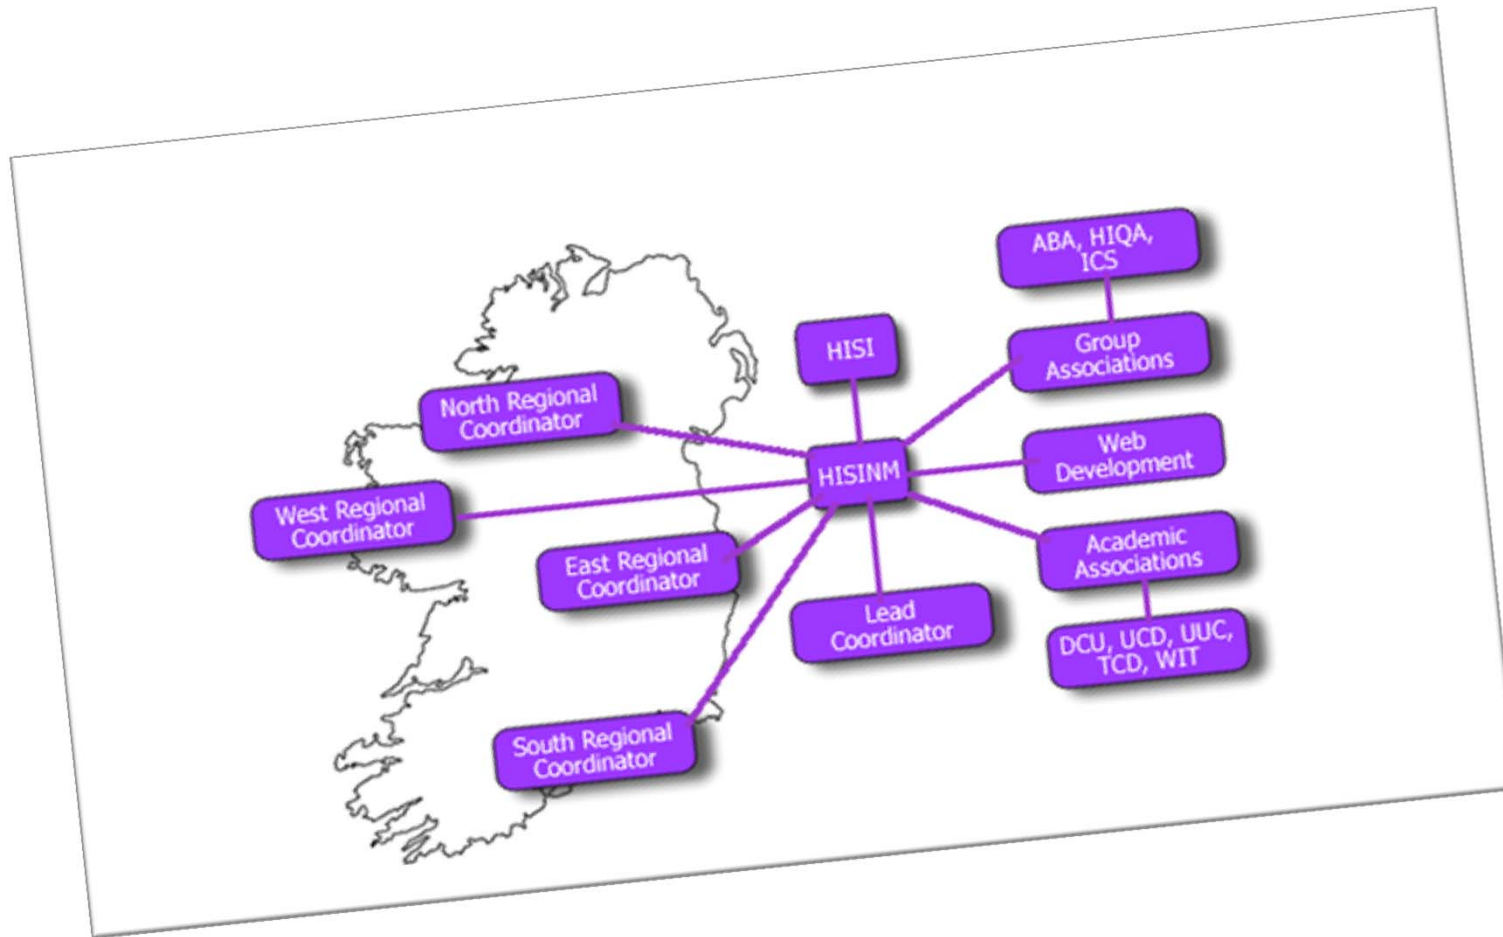 ABA, HIQA,
ICS
HISI
Group
Associations
North Regional
Coordinator
HISINM
Web
Development
West Regional
Coordinator
East Regional
Coordinator
Academic
Associations
Lead
Coordinator
DCU, UCD, UUC,
TCD, WIT
South Regional
Coordinator